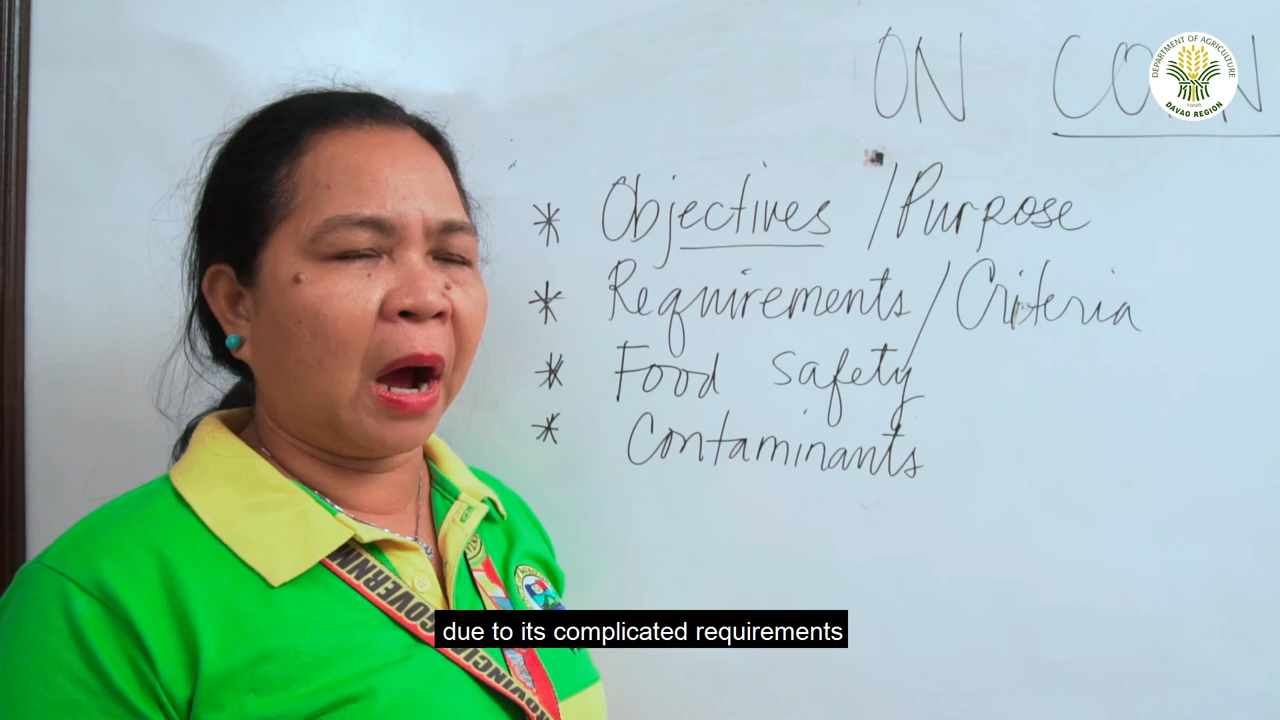 ON CO N
DEPARTMENT OF AGRICULTURE
DAVAO REGION
* Objectives / Purpose
* Requirements / Criteria
* Food safety
* Contaminants
due to its complicated requirements